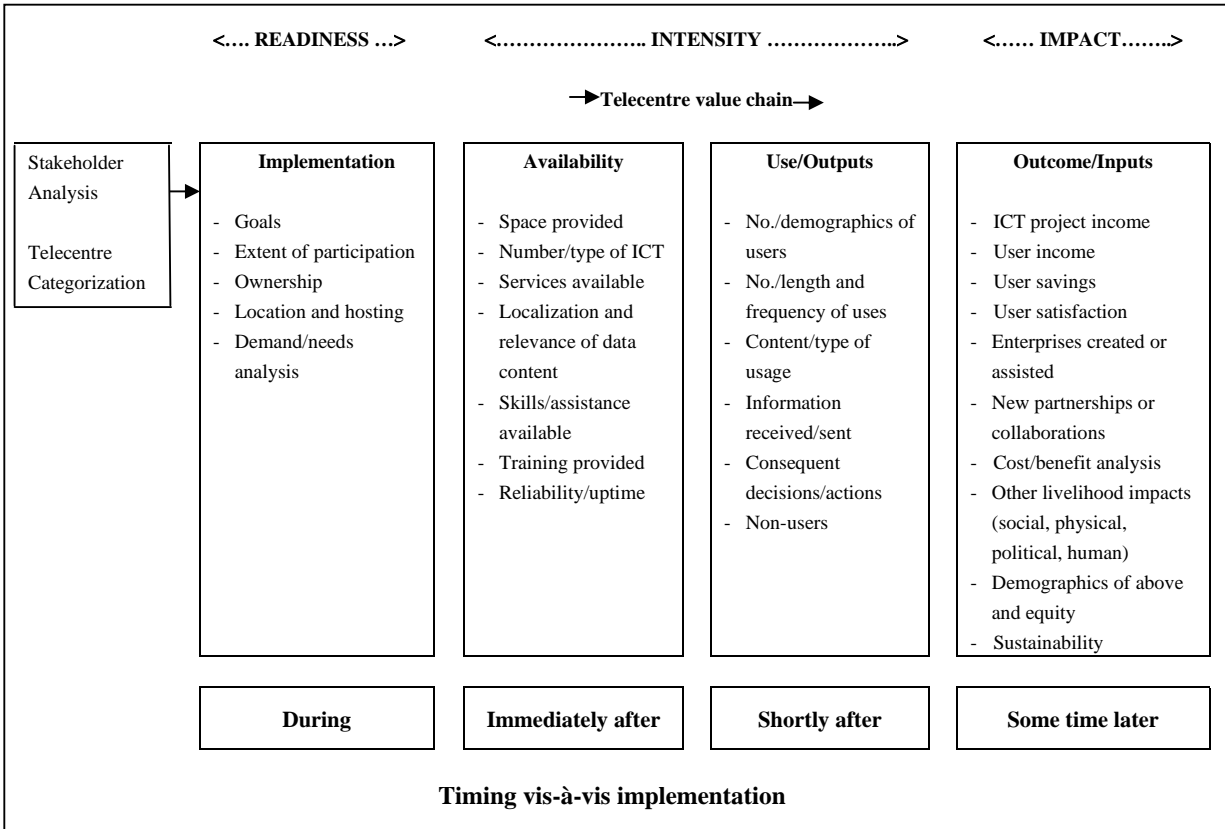 <.... READINESS ...> <………………….. INTENSITY ………………..> <…… IMPACT……..>
Telecentre value chain
Stakeholder
Analysis
Telecentre
Categorization
Implementation
- Goals
- Extent of participation
- Ownership
- Location and hosting
- Demand/needs
analysis
Availability
- Space provided
- Number/type of ICT
- Services available
- Localization and
relevance of data
content
- Skills/assistance
available
- Training provided
- Reliability/uptime
Use/Outputs
- No./demographics of
users
- No./length and
frequency of uses
- Content/type of
usage
- Information
received/sent
- Consequent
decisions/actions
- Non-users
Outcome/Inputs
- ICT project income
- User income
- User savings
- User satisfaction
- Enterprises created or
assisted
- New partnerships or
collaborations
- Cost/benefit analysis
- Other livelihood impacts
(social, physical,
political, human)
- Demographics of above
and equity
- Sustainability
During
Immediately after
Shortly after
Some time later
Timing vis-à-vis implementation